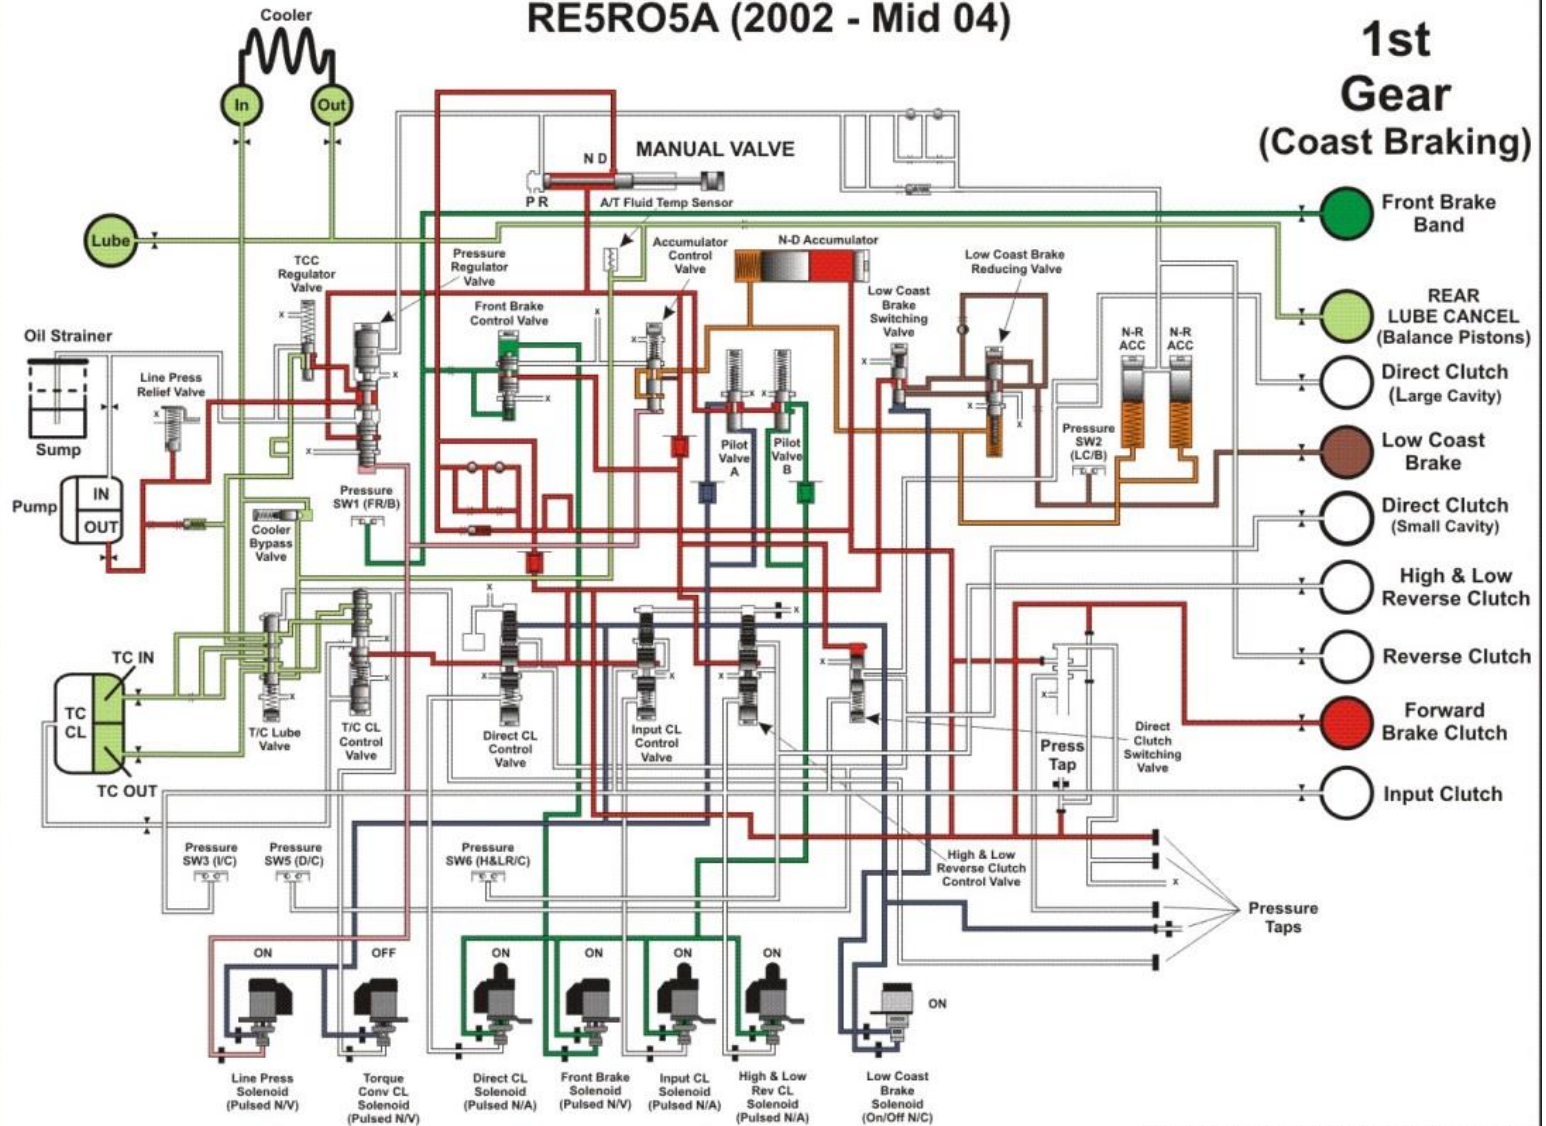 RE5RO5A (2002 - Mid 04)
1st
Gear
(Coast Braking)
Cooler
In
Out
Lube
MANUAL VALVE
N D
P R
A/T Fluid Temp Sensor
Front Brake
Band
REAR
LUBE CANCEL
(Balance Pistons)
Direct Clutch
(Large Cavity)
Low Coast
Brake
Direct Clutch
(Small Cavity)
High & Low
Reverse Clutch
Reverse Clutch
Forward
Brake Clutch
Input Clutch
TCC
Regulator
Valve
Pressure
Regulator
Valve
Accumulator
Control
Valve
N-D Accumulator
Low Coast Brake
Reducing Valve
Front Brake
Control Valve
Low Coast
Brake
Switching
Valve
N-R
ACC
N-R
ACC
Oil Strainer
Sump
Line Press
Relief Valve
x
x
x
x
x
x
x
x
x
x
x
Pressure
SW2
(LC/B)
Pilot
Valve
A
Pilot
Valve
B
Pump
IN
OUT
Pressure
SW1 (FR/B)
Cooler
Bypass
Valve
TC IN
TC
CL
TC OUT
T/C Lube
Valve
T/C CL
Control
Valve
Direct CL
Control
Valve
Input CL
Control
Valve
x
x
x
x
x
x
x
x
x
x
x
Press
Tap
Direct
Clutch
Switching
Valve
High & Low
Reverse Clutch
Control Valve
x
Pressure
SW3 (I/C)
Pressure
SW5 (D/C)
Pressure
SW6 (H&LR/C)
Pressure
Taps
ON
OFF
ON
ON
ON
ON
ON
Line Press
Solenoid
(Pulsed N/V)
Torque
Conv CL
Solenoid
(Pulsed N/V)
Direct CL
Solenoid
(Pulsed N/A)
Front Brake
Solenoid
(Pulsed N/V)
Input CL
Solenoid
(Pulsed N/A)
High & Low
Rev CL
Solenoid
(Pulsed N/A)
Low Coast
Brake
Solenoid
(On/Off N/C)